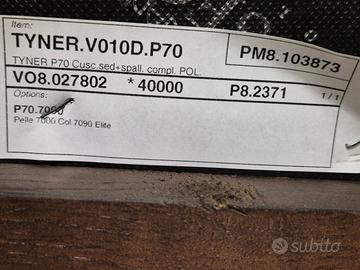 Item:
TYNER.V010D.P70
PM8.103873
TYNER P70 Cusc.sed+spall. compl. POL.
VO8.027802 *40000 P8.2371 1/1
Options:
P70.7090
Pelle 7000 Col 7090 Elite
subito